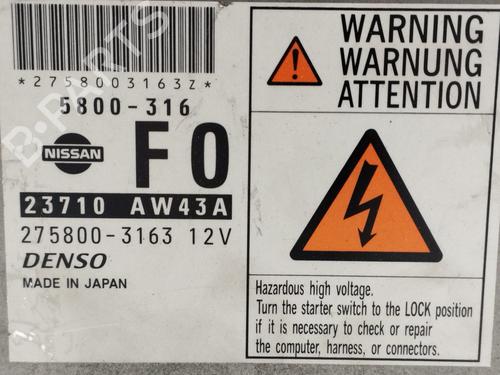 *2758003163Z*
5800-316
NISSAN
F0
23710 AW43A
275800-3163 12V
DENSO
MADE IN JAPAN
WARNING
WARNUNG
ATTENTION
Hazardous high voltage.
Turn the starter switch to the LOCK position
if it is necessary to check or repair
the computer, harness, or connectors.
B-PARTS